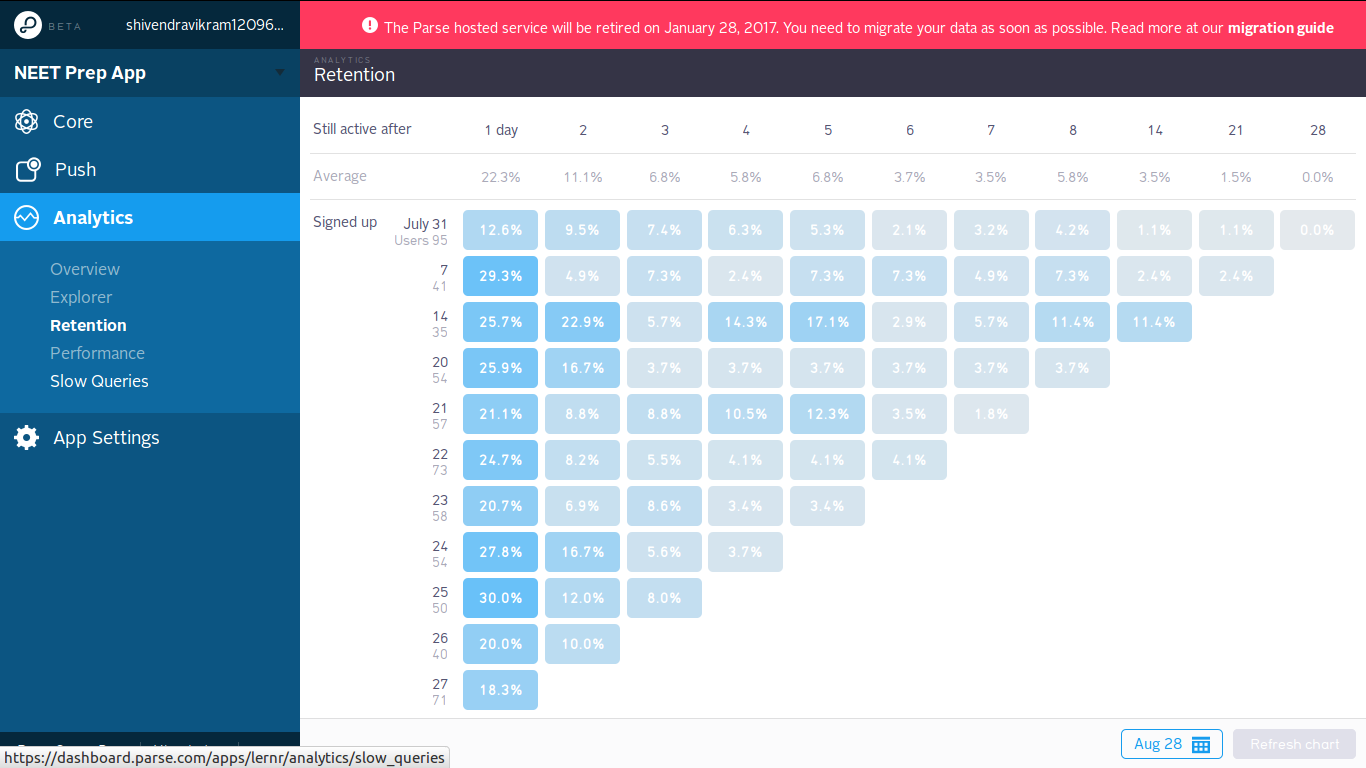 BETA shivendravikram12096...
The Parse hosted service will be retired on January 28, 2017. You need to migrate your data as soon as possible. Read more at our migration guide
NEET Prep App
Core
Push
Analytics
Overview
Explorer
Retention
Performance
Slow Queries
App Settings
ANALYTICS
Retention
Still active after 1 day 2 3 4 5 6 7 8 14 21 28
Average 22.3% 11.1% 6.8% 5.8% 6.8% 3.7% 3.5% 5.8% 3.5% 1.5% 0.0%
Signed up July 31 12.6% 9.5% 7.4% 6.3% 5.3% 2.1% 3.2% 4.2% 1.1% 1.1% 0.0%
Users 95
7 29.3% 4.9% 7.3% 2.4% 7.3% 7.3% 4.9% 7.3% 2.4% 2.4%
41
14 25.7% 22.9% 5.7% 14.3% 17.1% 2.9% 5.7% 11.4% 11.4%
35
20 25.9% 16.7% 3.7% 3.7% 3.7% 3.7% 3.7% 3.7%
54
21 21.1% 8.8% 8.8% 10.5% 12.3% 3.5% 1.8%
57
22 24.7% 8.2% 5.5% 4.1% 4.1% 4.1%
73
23 20.7% 6.9% 8.6% 3.4% 3.4%
58
24 27.8% 16.7% 5.6% 3.7%
54
25 30.0% 12.0% 8.0%
50
26 20.0% 10.0%
40
27 18.3%
71
Aug 28 Refresh chart
https://dashboard.parse.com/apps/lernr/analytics/slow_queries